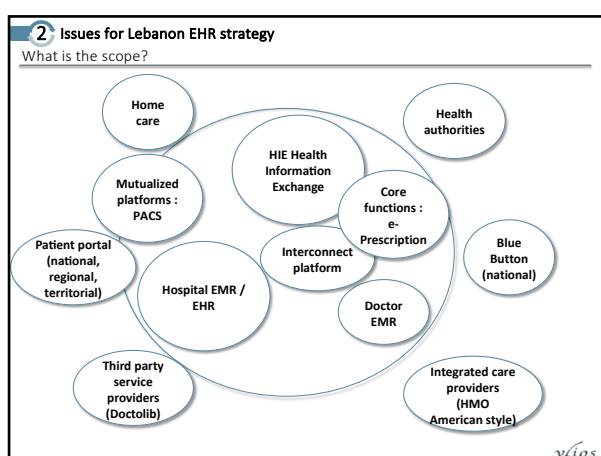 2 Issues for Lebanon EHR strategy
What is the scope?
Home
care
Health
authorities
HIE Health
Information
Exchange
Mutualized
platforms :
PACS
Core
functions :
e-
Prescription
Patient portal
(national,
regional,
territorial)
Interconnect
platform
Blue
Button
(national)
Hospital EMR /
EHR
Doctor
EMR
Third party
service
providers
(Doctolib)
Integrated care
providers
(HMO
American style)